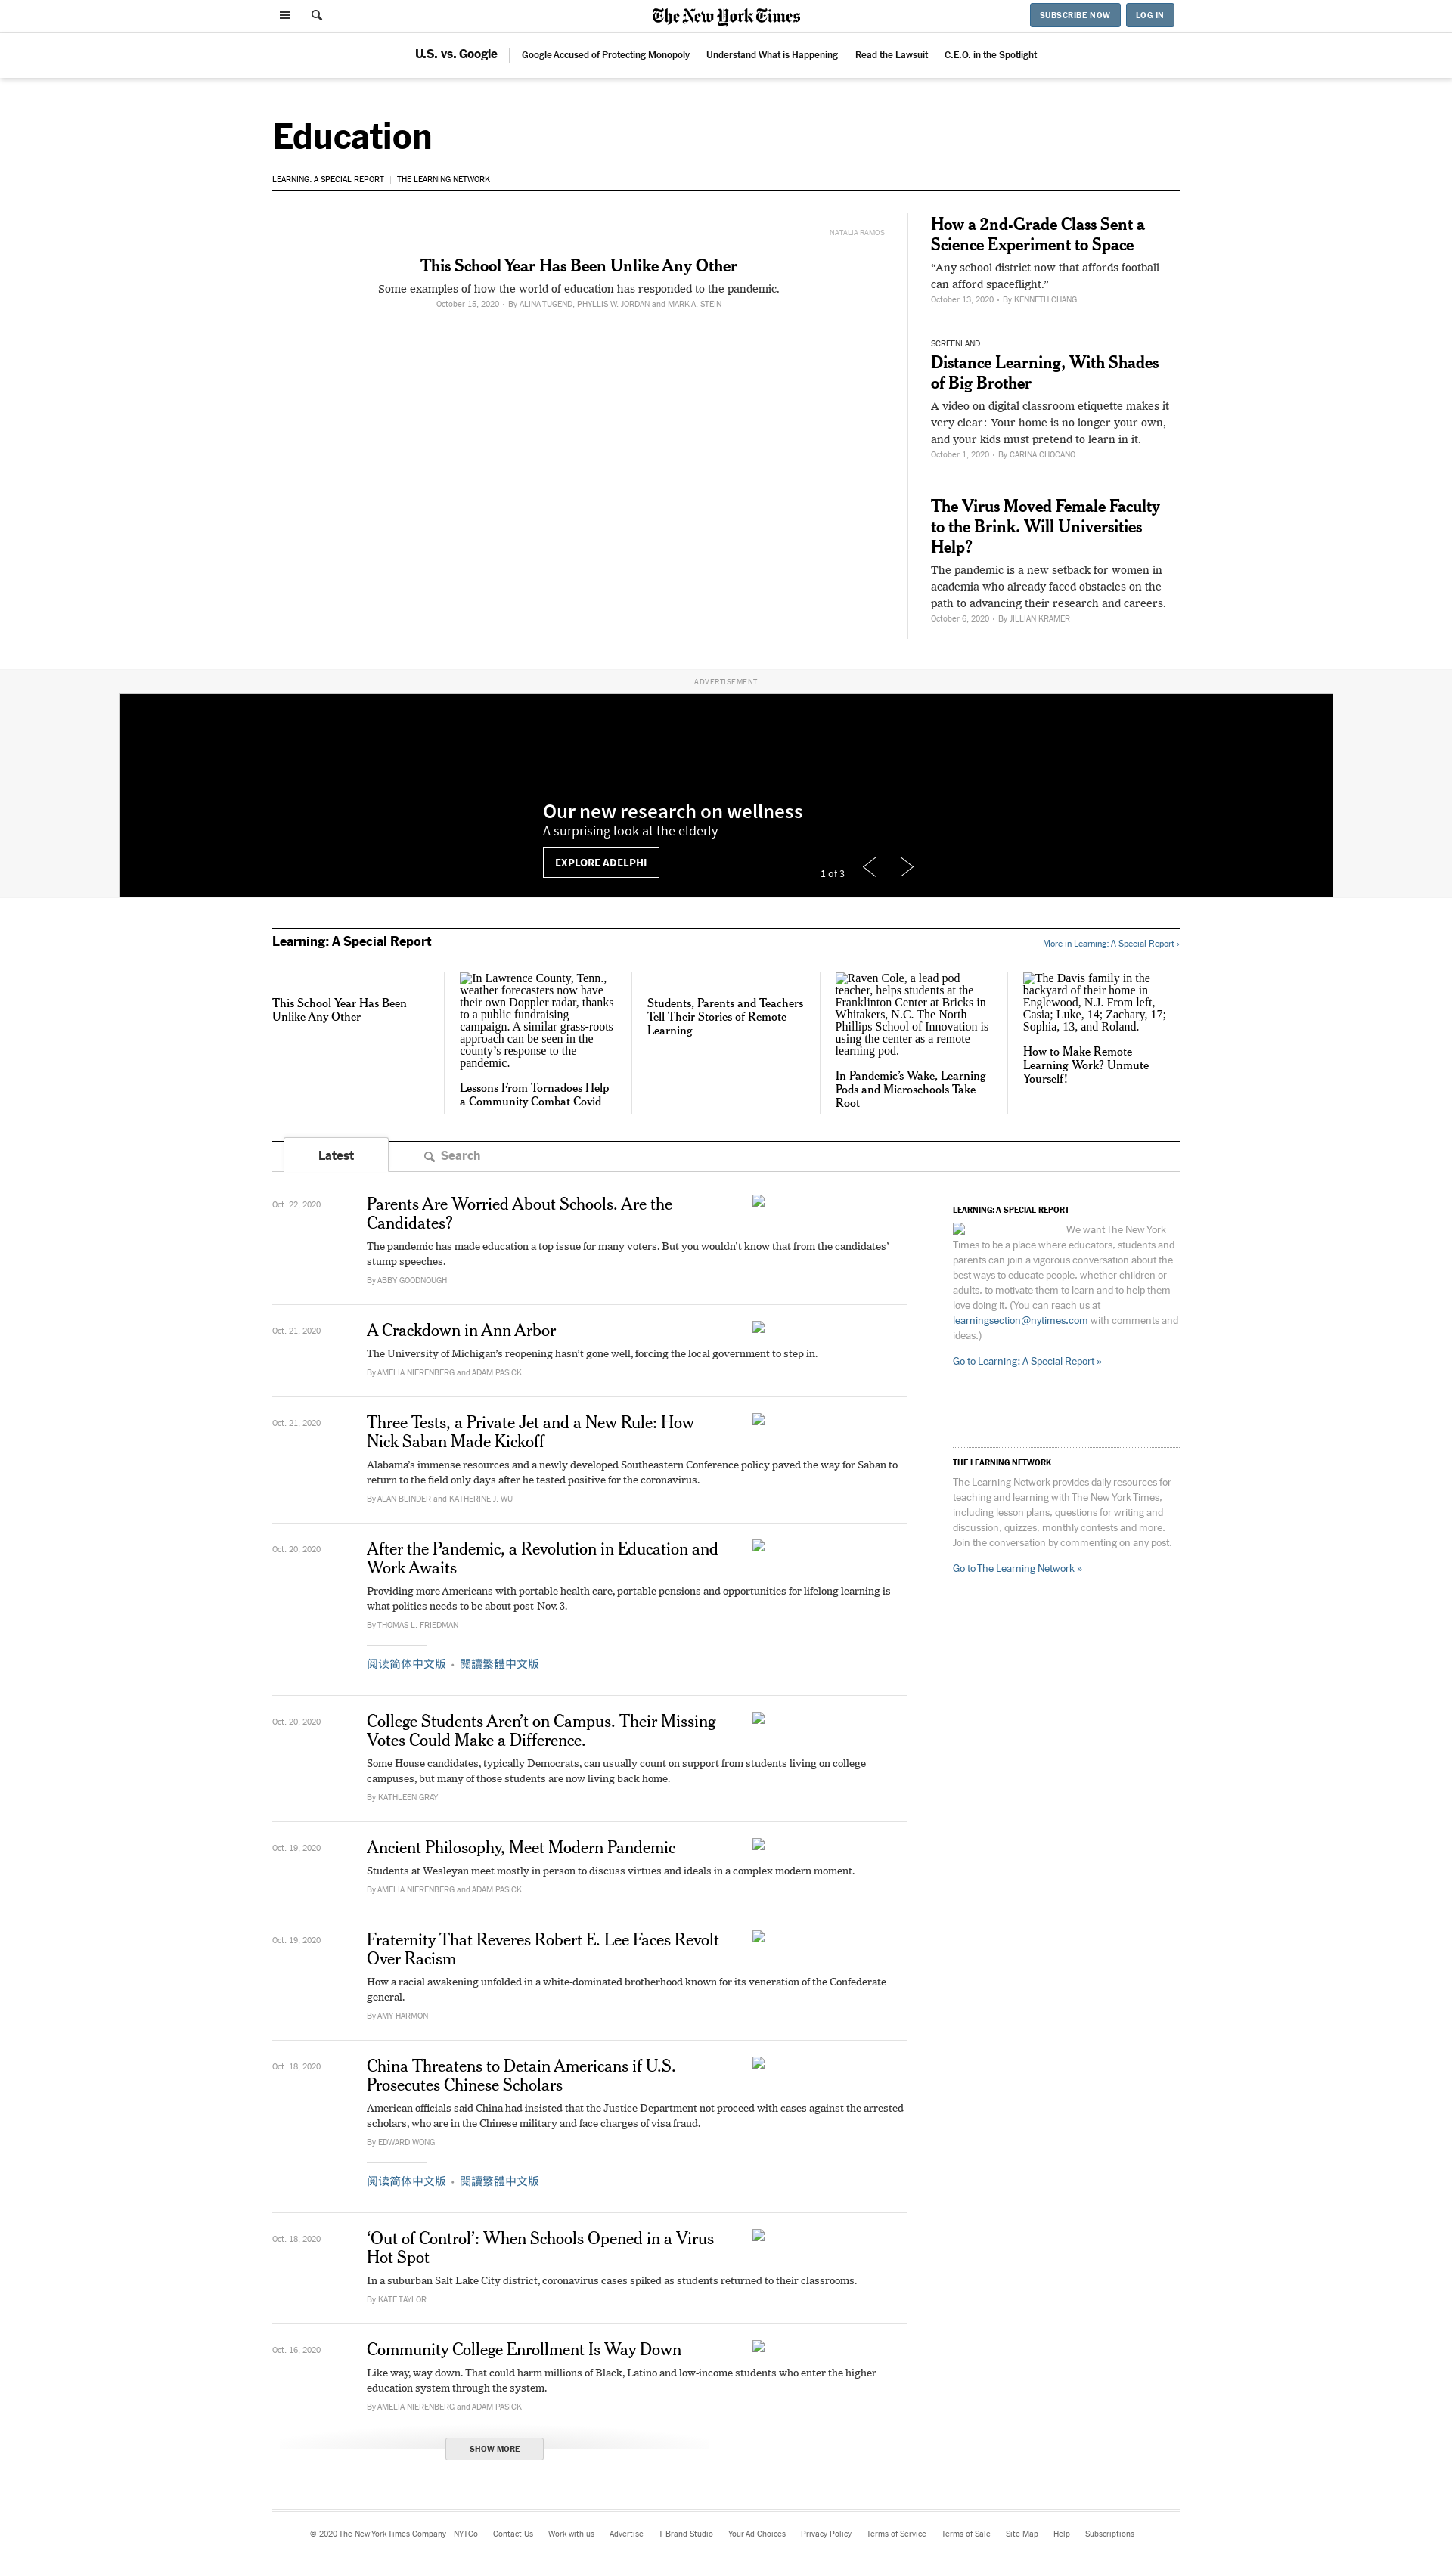 The New York Times
SUBSCRIBE NOW
LOG IN
U.S. vs. Google
Google Accused of Protecting Monopoly
Understand What is Happening
Read the Lawsuit
C.E.O. in the Spotlight
Education
LEARNING: A SPECIAL REPORT
THE LEARNING NETWORK
NATALIA RAMOS
This School Year Has Been Unlike Any Other
Some examples of how the world of education has responded to the pandemic.
October 15, 2020 • By ALINA TUGEND, PHYLLIS W. JORDAN and MARK A. STEIN
How a 2nd-Grade Class Sent a
Science Experiment to Space
“Any school district now that affords football
can afford spaceflight.”
October 13, 2020 • By KENNETH CHANG
SCREENLAND
Distance Learning, With Shades
of Big Brother
A video on digital classroom etiquette makes it
very clear: Your home is no longer your own,
and your kids must pretend to learn in it.
October 1, 2020 • By CARINA CHOCANO
The Virus Moved Female Faculty
to the Brink. Will Universities
Help?
The pandemic is a new setback for women in
academia who already faced obstacles on the
path to advancing their research and careers.
October 6, 2020 • By JILLIAN KRAMER
ADVERTISEMENT
Our new research on wellness
A surprising look at the elderly
EXPLORE ADELPHI
1 of 3
Learning: A Special Report
More in Learning: A Special Report ›
This School Year Has Been
Unlike Any Other
In Lawrence County, Tenn.,
weather forecasters now have
their own Doppler radar, thanks
to a public fundraising
campaign. A similar grass-roots
approach can be seen in the
county’s response to the
pandemic.
Lessons From Tornadoes Help
a Community Combat Covid
Students, Parents and Teachers
Tell Their Stories of Remote
Learning
Raven Cole, a lead pod
teacher, helps students at the
Franklinton Center at Bricks in
Whitakers, N.C. The North
Phillips School of Innovation is
using the center as a remote
learning pod.
In Pandemic’s Wake, Learning
Pods and Microschools Take
Root
The Davis family in the
backyard of their home in
Englewood, N.J. From left,
Casia; Luke, 14; Zachary, 17;
Sophia, 13, and Roland.
How to Make Remote
Learning Work? Unmute
Yourself!
Latest
Search
Oct. 22, 2020
Parents Are Worried About Schools. Are the
Candidates?
The pandemic has made education a top issue for many voters. But you wouldn’t know that from the candidates’
stump speeches.
By ABBY GOODNOUGH
Oct. 21, 2020
A Crackdown in Ann Arbor
The University of Michigan’s reopening hasn’t gone well, forcing the local government to step in.
By AMELIA NIERENBERG and ADAM PASICK
Oct. 21, 2020
Three Tests, a Private Jet and a New Rule: How
Nick Saban Made Kickoff
Alabama’s immense resources and a newly developed Southeastern Conference policy paved the way for Saban to
return to the field only days after he tested positive for the coronavirus.
By ALAN BLINDER and KATHERINE J. WU
Oct. 20, 2020
After the Pandemic, a Revolution in Education and
Work Awaits
Providing more Americans with portable health care, portable pensions and opportunities for lifelong learning is
what politics needs to be about post-Nov. 3.
By THOMAS L. FRIEDMAN
阅读简体中文版 • 閱讀繁體中文版
Oct. 20, 2020
College Students Aren’t on Campus. Their Missing
Votes Could Make a Difference.
Some House candidates, typically Democrats, can usually count on support from students living on college
campuses, but many of those students are now living back home.
By KATHLEEN GRAY
Oct. 19, 2020
Ancient Philosophy, Meet Modern Pandemic
Students at Wesleyan meet mostly in person to discuss virtues and ideals in a complex modern moment.
By AMELIA NIERENBERG and ADAM PASICK
Oct. 19, 2020
Fraternity That Reveres Robert E. Lee Faces Revolt
Over Racism
How a racial awakening unfolded in a white-dominated brotherhood known for its veneration of the Confederate
general.
By AMY HARMON
Oct. 18, 2020
China Threatens to Detain Americans if U.S.
Prosecutes Chinese Scholars
American officials said China had insisted that the Justice Department not proceed with cases against the arrested
scholars, who are in the Chinese military and face charges of visa fraud.
By EDWARD WONG
阅读简体中文版 • 閱讀繁體中文版
Oct. 18, 2020
‘Out of Control’: When Schools Opened in a Virus
Hot Spot
In a suburban Salt Lake City district, coronavirus cases spiked as students returned to their classrooms.
By KATE TAYLOR
Oct. 16, 2020
Community College Enrollment Is Way Down
Like way, way down. That could harm millions of Black, Latino and low-income students who enter the higher
education system through the system.
By AMELIA NIERENBERG and ADAM PASICK
SHOW MORE
LEARNING: A SPECIAL REPORT
We want The New York
Times to be a place where educators, students and
parents can join a vigorous conversation about the
best ways to educate people, whether children or
adults, to motivate them to learn and to help them
love doing it. (You can reach us at
learningsection@nytimes.com with comments and
ideas.)
Go to Learning: A Special Report »
THE LEARNING NETWORK
The Learning Network provides daily resources for
teaching and learning with The New York Times,
including lesson plans, questions for writing and
discussion, quizzes, monthly contests and more.
Join the conversation by commenting on any post.
Go to The Learning Network »
© 2020 The New York Times Company NYTCo Contact Us Work with us Advertise T Brand Studio Your Ad Choices Privacy Policy Terms of Service Terms of Sale Site Map Help Subscriptions